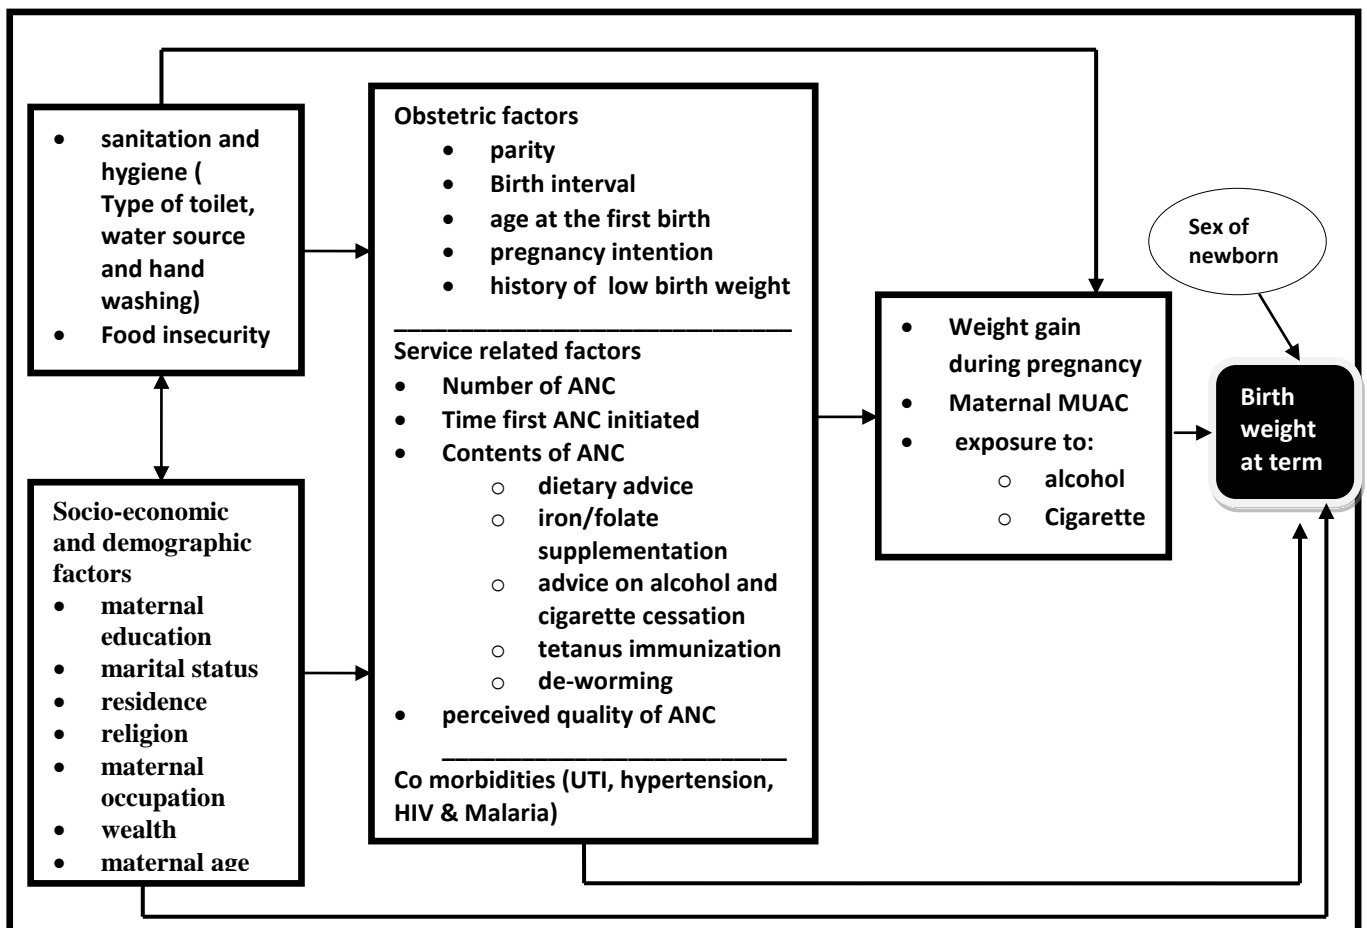 • sanitation and
hygiene (
Type of toilet,
water source
and hand
washing)
• Food insecurity
Socio-economic
and demographic
factors
• maternal
education
• marital status
• residence
• religion
• maternal
occupation
• wealth
• maternal age
Obstetric factors
• parity
• Birth interval
• age at the first birth
• pregnancy intention
• history of low birth weight
Service related factors
• Number of ANC
• Time first ANC initiated
• Contents of ANC
o dietary advice
o iron/folate
supplementation
o advice on alcohol and
cigarette cessation
o tetanus immunization
o de-worming
• perceived quality of ANC
Co morbidities (UTI, hypertension,
HIV & Malaria)
• Weight gain
during pregnancy
• Maternal MUAC
• exposure to:
o alcohol
o Cigarette
Sex of
newborn
Birth
weight
at term